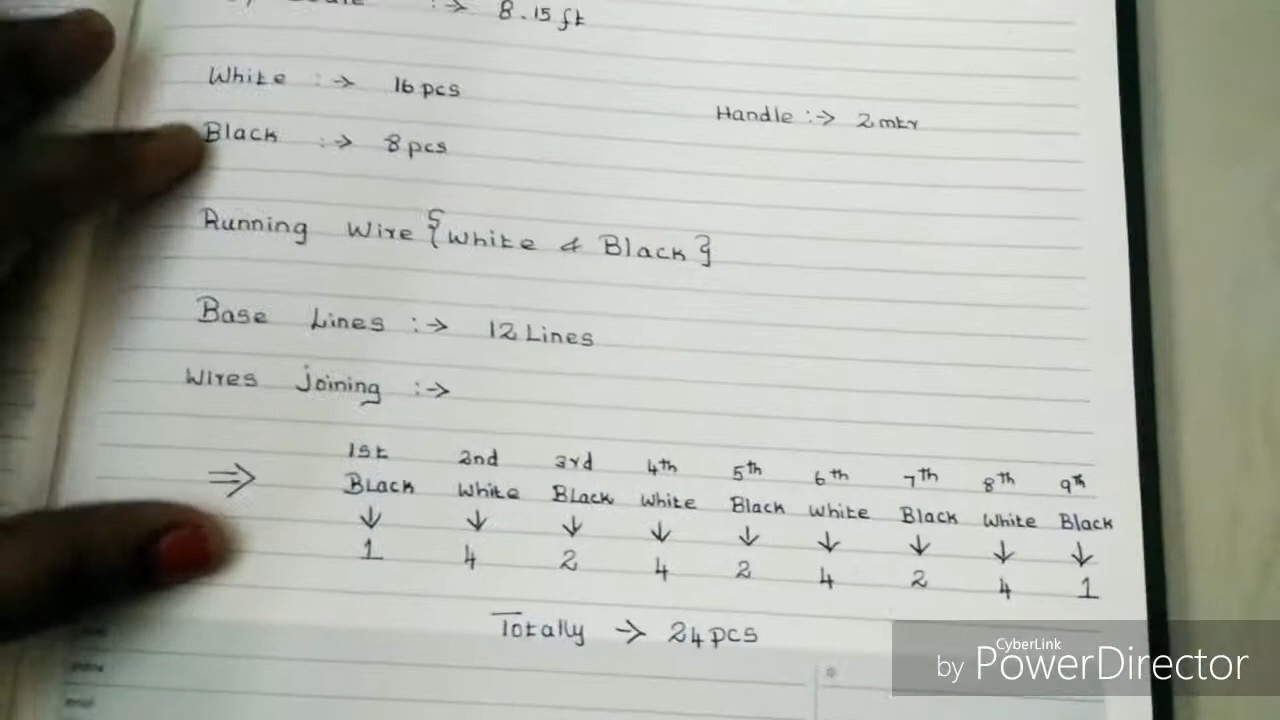 :-> 8.15 ft
White :-> 16 pcs
Handle :-> 2 mtr
Black :-> 8 pcs
Running Wire {White & Black}
Base Lines :-> 12 Lines
Wires joining :->
1st 2nd 3rd 4th 5th 6th 7th 8th 9th
=> Black White Black White Black White Black White Black
↓ ↓ ↓ ↓ ↓ ↓ ↓ ↓ ↓
1 4 2 4 2 4 2 4 1
Totally -> 24 pcs
CyberLink
by PowerDirector